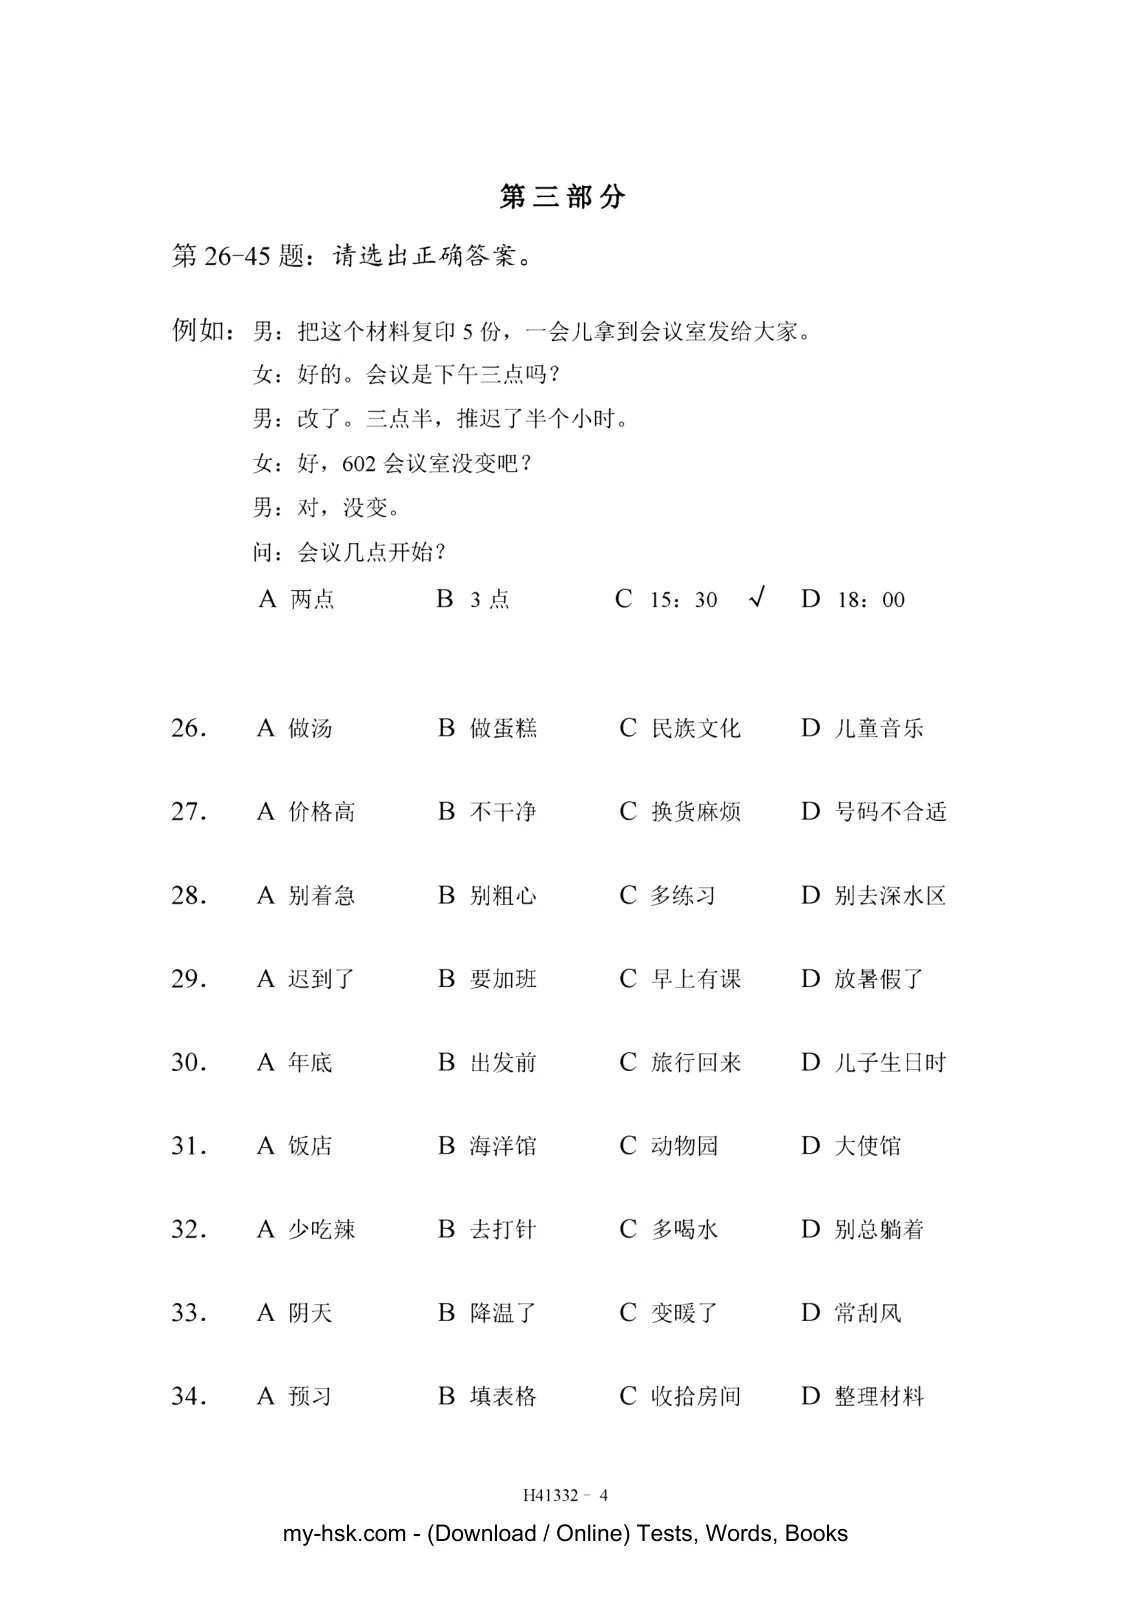 第三部分
第 26-45 题：请选出正确答案。
例如：男：把这个材料复印 5 份，一会儿拿到会议室发给大家。
女：好的。会议是下午三点吗？
男：改了。三点半，推迟了半个小时。
女：好，602 会议室没变吧？
男：对，没变。
问：会议几点开始？
A 两点 B 3 点 C 15：30 √ D 18：00
26． A 做汤 B 做蛋糕 C 民族文化 D 儿童音乐
27． A 价格高 B 不干净 C 换货麻烦 D 号码不合适
28． A 别着急 B 别粗心 C 多练习 D 别去深水区
29． A 迟到了 B 要加班 C 早上有课 D 放暑假了
30． A 年底 B 出发前 C 旅行回来 D 儿子生日时
31． A 饭店 B 海洋馆 C 动物园 D 大使馆
32． A 少吃辣 B 去打针 C 多喝水 D 别总躺着
33． A 阴天 B 降温了 C 变暖了 D 常刮风
34． A 预习 B 填表格 C 收拾房间 D 整理材料
H41332 - 4
my-hsk.com - (Download / Online) Tests, Words, Books